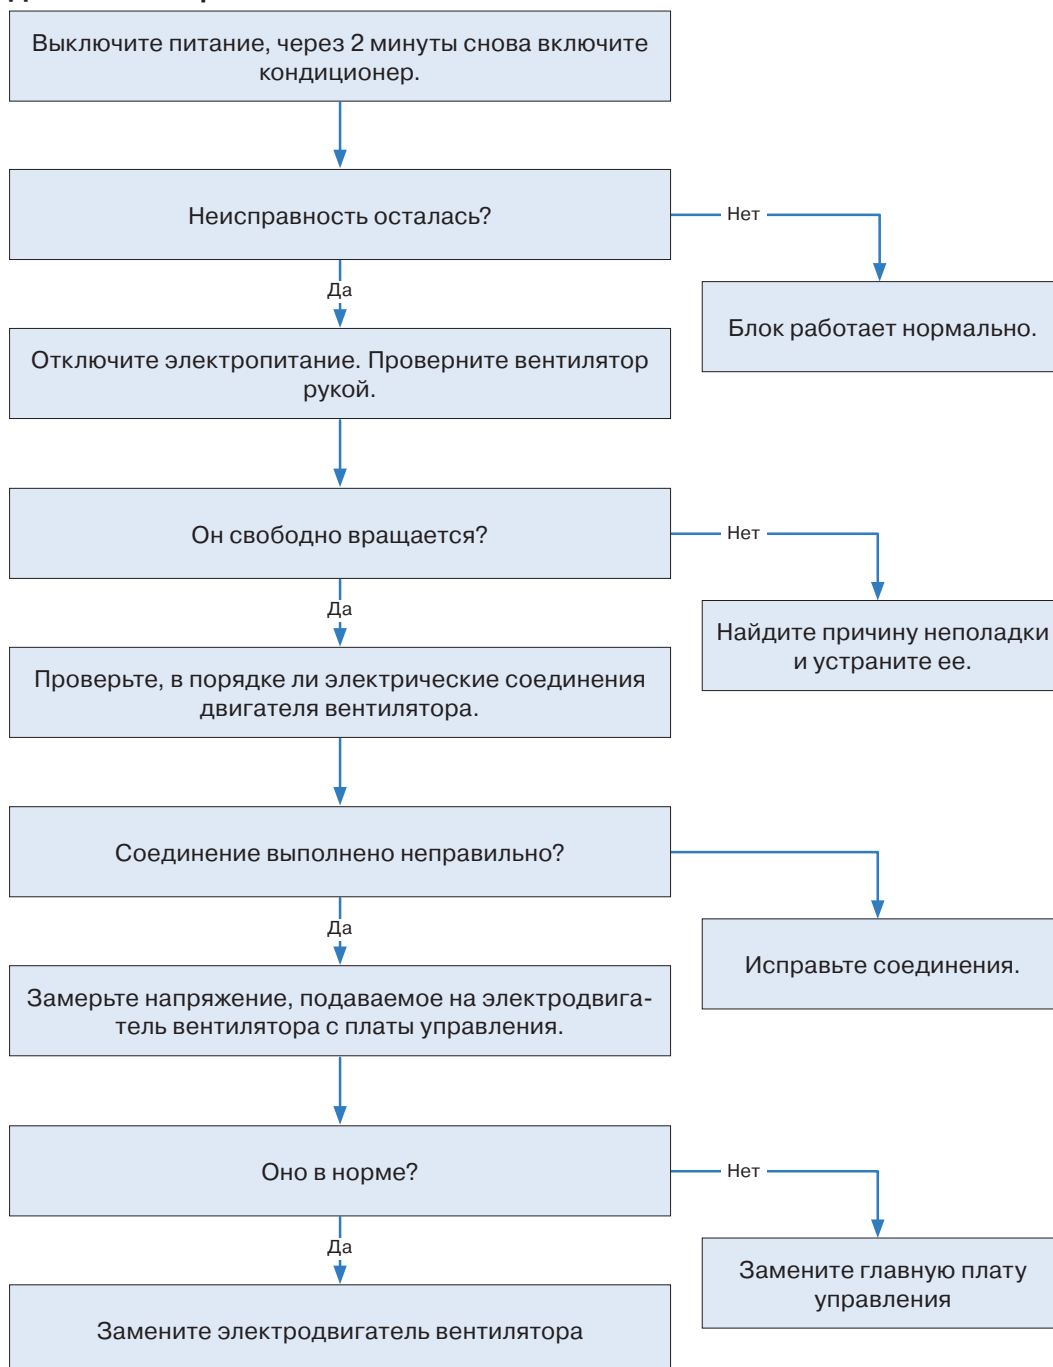 Выключите питание, через 2 минуты снова включите
кондиционер.
Неисправность осталась?
Нет
Да
Блок работает нормально.
Отключите электропитание. Проверните вентилятор
рукой.
Он свободно вращается?
Нет
Да
Найдите причину неполадки
и устраните ее.
Проверьте, в порядке ли электрические соединения
двигателя вентилятора.
Соединение выполнено неправильно?
Да
Исправьте соединения.
Замерьте напряжение, подаваемое на электродвига-
тель вентилятора с платы управления.
Оно в норме?
Нет
Да
Замените главную плату
управления
Замените электродвигатель вентилятора